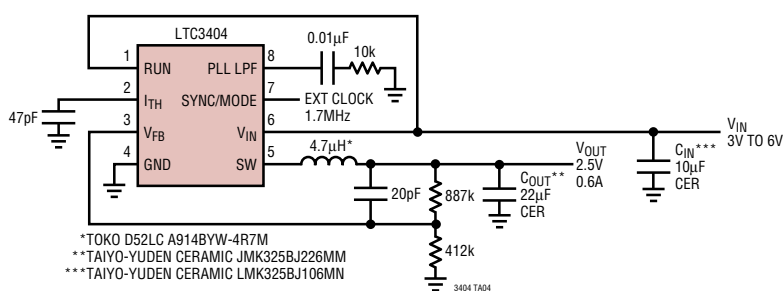 LTC3404
1 RUN PLL LPF 8
2 ITH SYNC/MODE 7
3 VFB VIN 6
4 GND SW 5
0.01µF
10k
EXT CLOCK
1.7MHz
47pF
4.7µH*
VIN
3V TO 6V
CIN***
10µF
CER
VOUT
2.5V
0.6A
20pF
887k
COUT**
22µF
CER
412k
*TOKO D52LC A914BYW-4R7M
**TAIYO-YUDEN CERAMIC JMK325BJ226MM
***TAIYO-YUDEN CERAMIC LMK325BJ106MN
3404 TA04